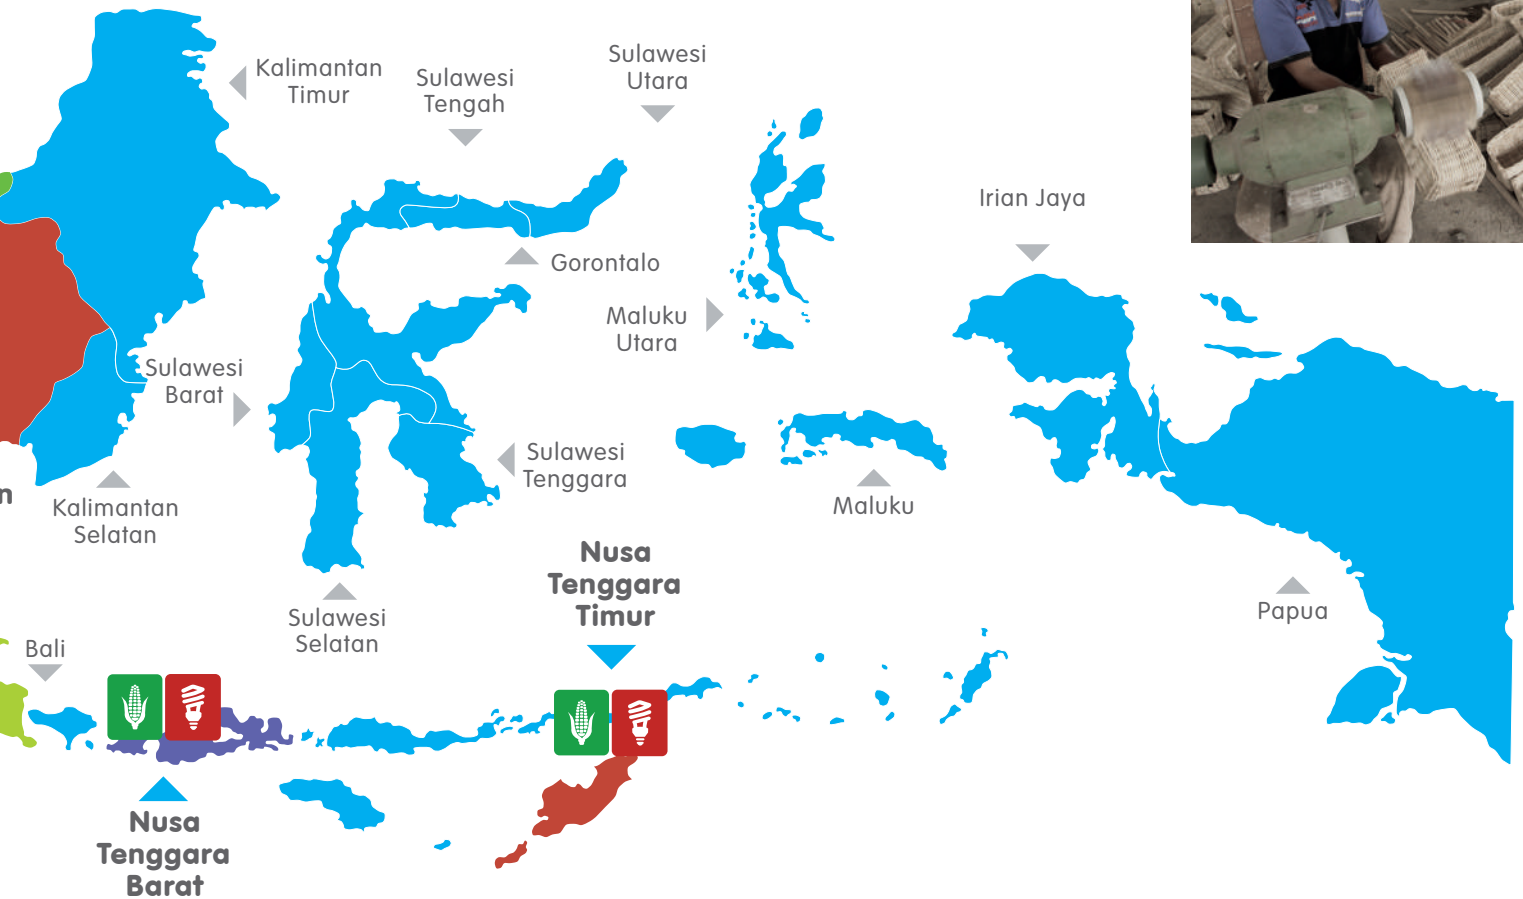 Kalimantan
Timur
Sulawesi
Tengah
Sulawesi
Utara
Irian Jaya
Gorontalo
Maluku
Utara
Sulawesi
Barat
Sulawesi
Tenggara
Maluku
n
Kalimantan
Selatan
Nusa
Tenggara
Timur
Papua
Sulawesi
Selatan
Bali
Nusa
Tenggara
Barat